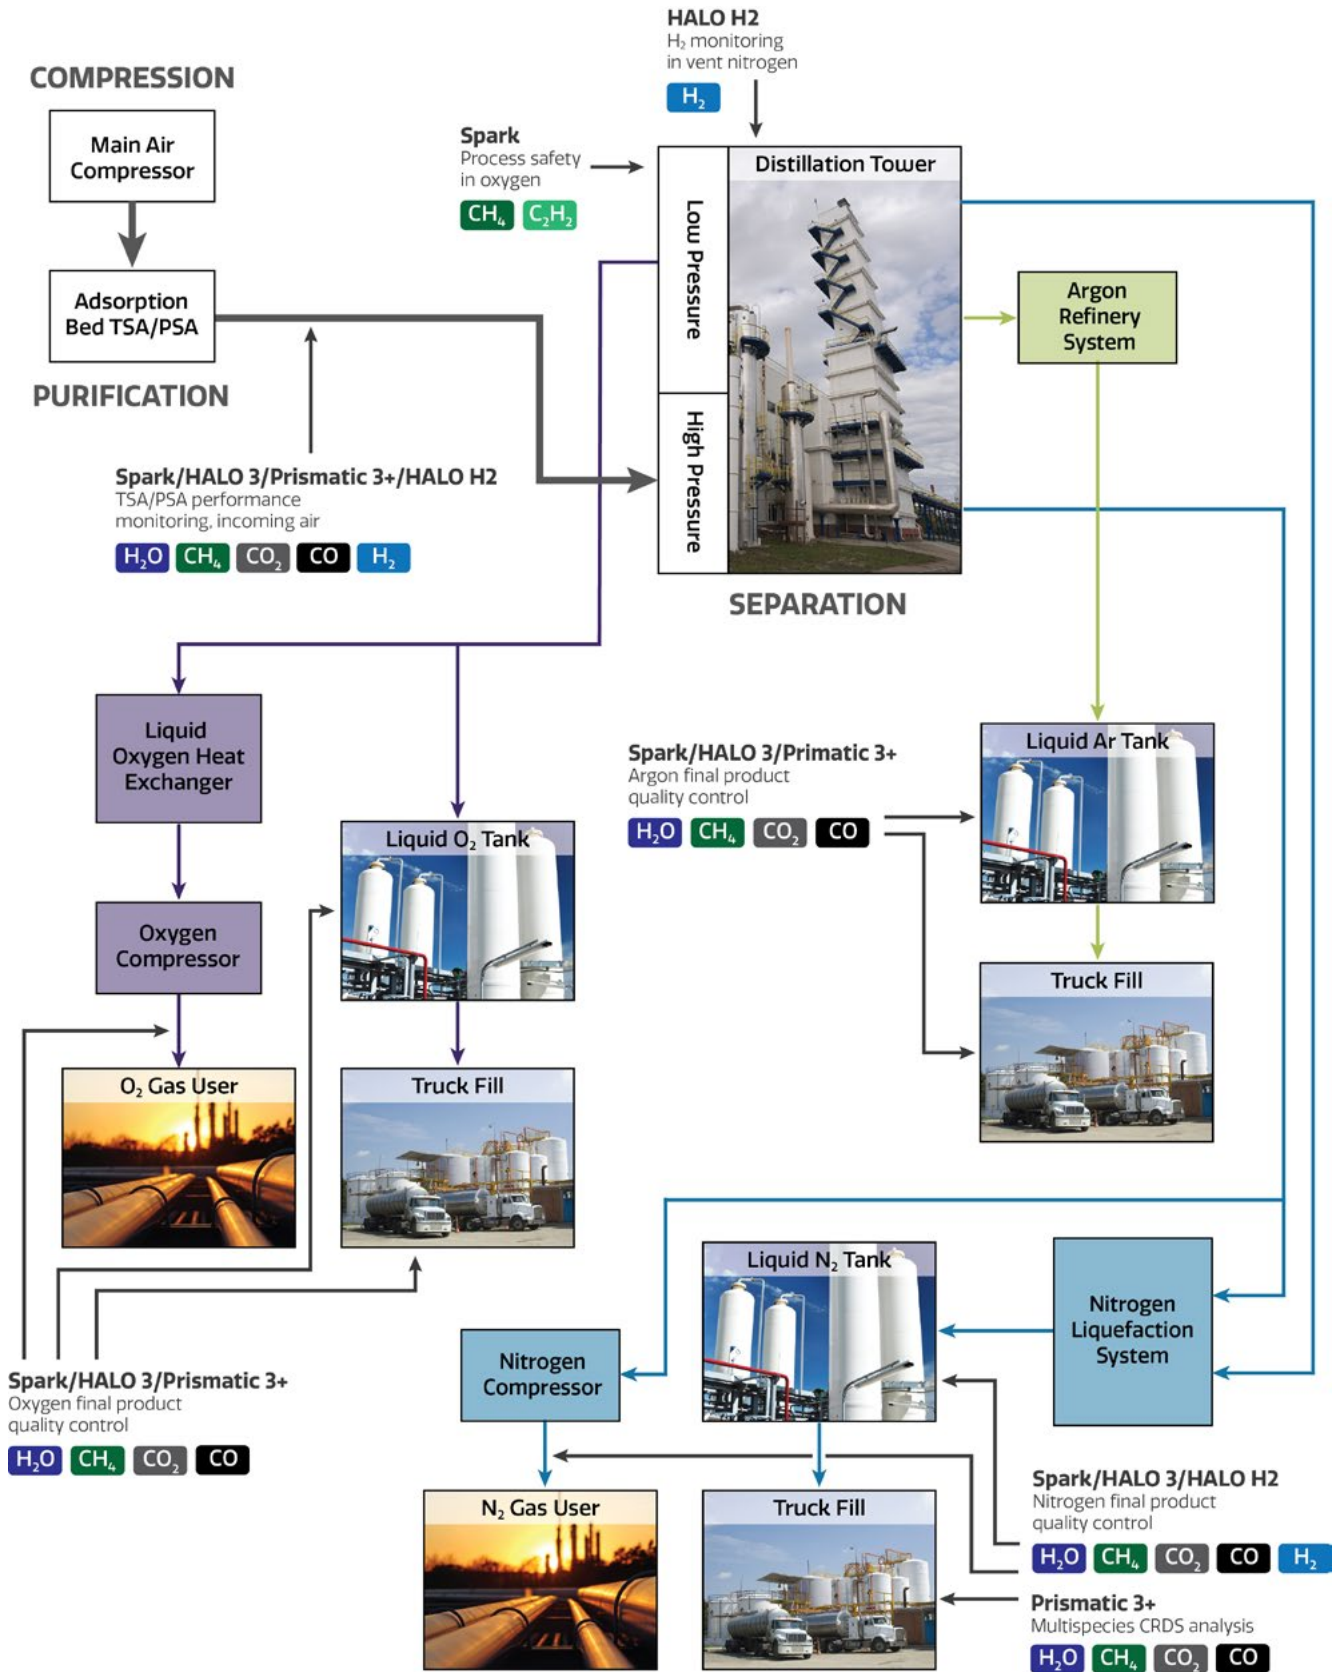 HALO H2
H₂ monitoring
in vent nitrogen
H₂
COMPRESSION
Main Air
Compressor
Spark
Process safety
in oxygen
CH₄ C₂H₂
Distillation Tower
Low Pressure
High Pressure
Adsorption
Bed TSA/PSA
PURIFICATION
Argon
Refinery
System
Spark/HALO 3/Prismatic 3+/HALO H2
TSA/PSA performance
monitoring, incoming air
H₂O CH₄ CO₂ CO H₂
SEPARATION
Liquid
Oxygen Heat
Exchanger
Spark/HALO 3/Primatic 3+
Argon final product
quality control
H₂O CH₄ CO₂ CO
Liquid Ar Tank
Liquid O₂ Tank
Oxygen
Compressor
Truck Fill
O₂ Gas User
Truck Fill
Liquid N₂ Tank
Nitrogen
Liquefaction
System
Nitrogen
Compressor
Spark/HALO 3/Prismatic 3+
Oxygen final product
quality control
H₂O CH₄ CO₂ CO
N₂ Gas User
Truck Fill
Spark/HALO 3/HALO H2
Nitrogen final product
quality control
H₂O CH₄ CO₂ CO H₂
Prismatic 3+
Multispecies CRDS analysis
H₂O CH₄ CO₂ CO